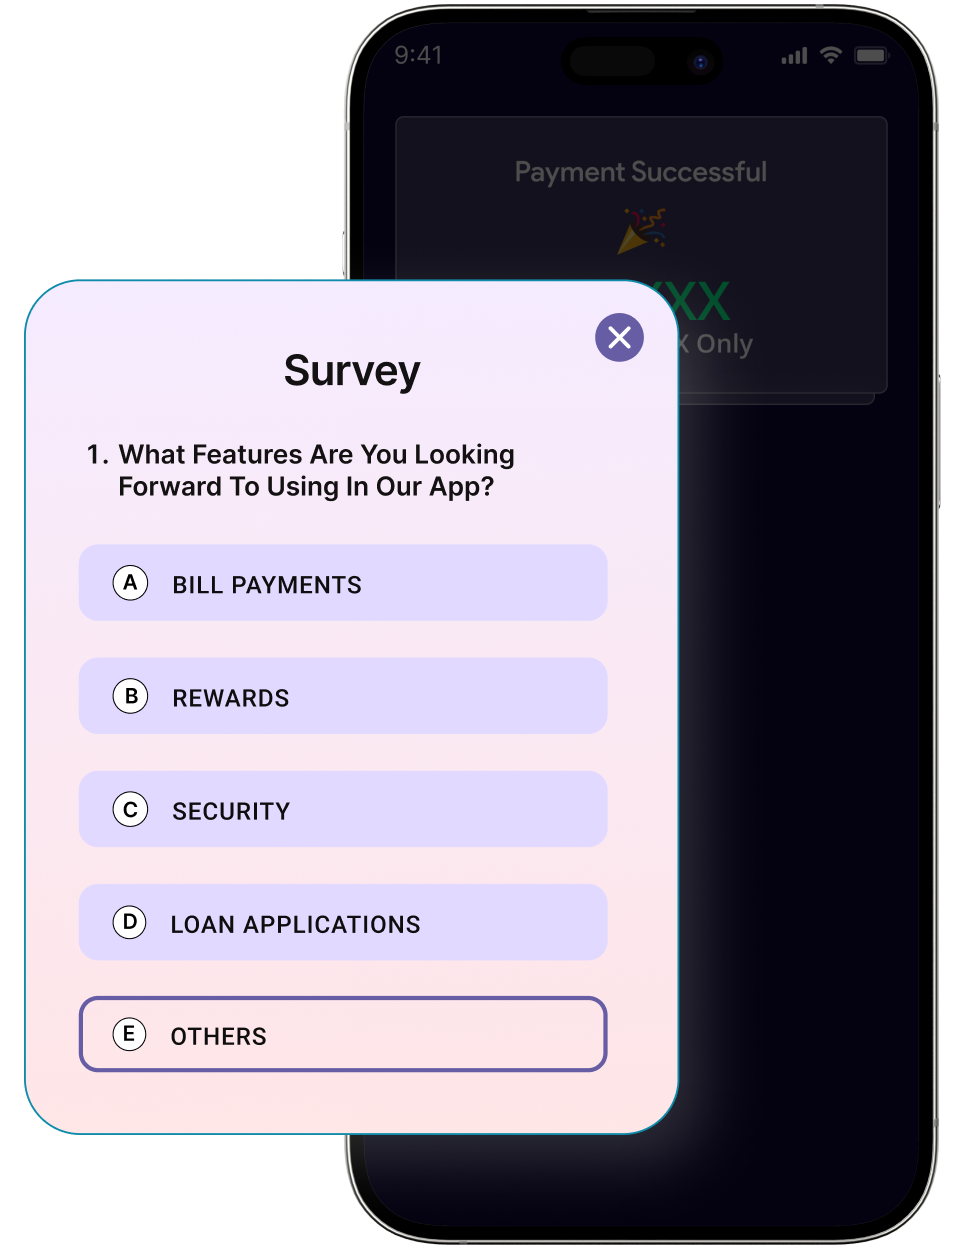 9:41
Payment Successful
XX
X Only
Survey
1. What Features Are You Looking
Forward To Using In Our App?
A BILL PAYMENTS
B REWARDS
C SECURITY
D LOAN APPLICATIONS
E OTHERS